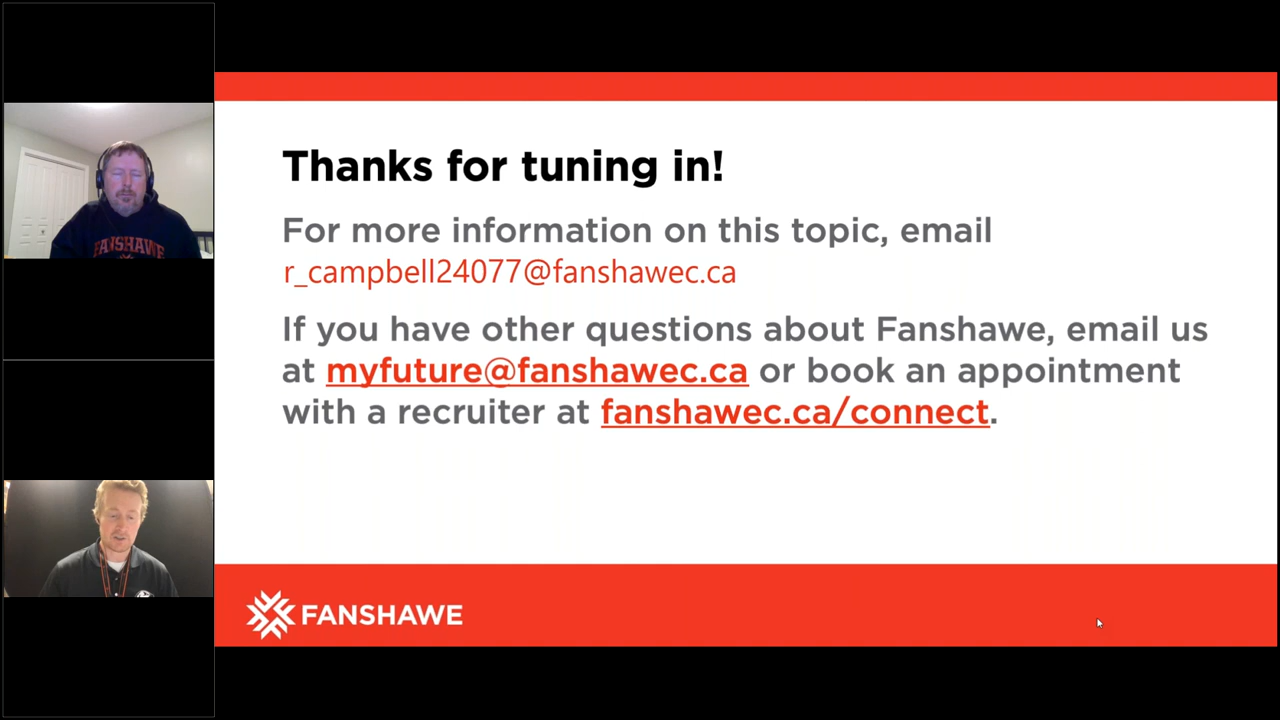 Thanks for tuning in!
For more information on this topic, email
r_campbell24077@fanshawec.ca
If you have other questions about Fanshawe, email us
at myfuture@fanshawec.ca or book an appointment
with a recruiter at fanshawec.ca/connect.
FANSHAWE
FANSHAWE